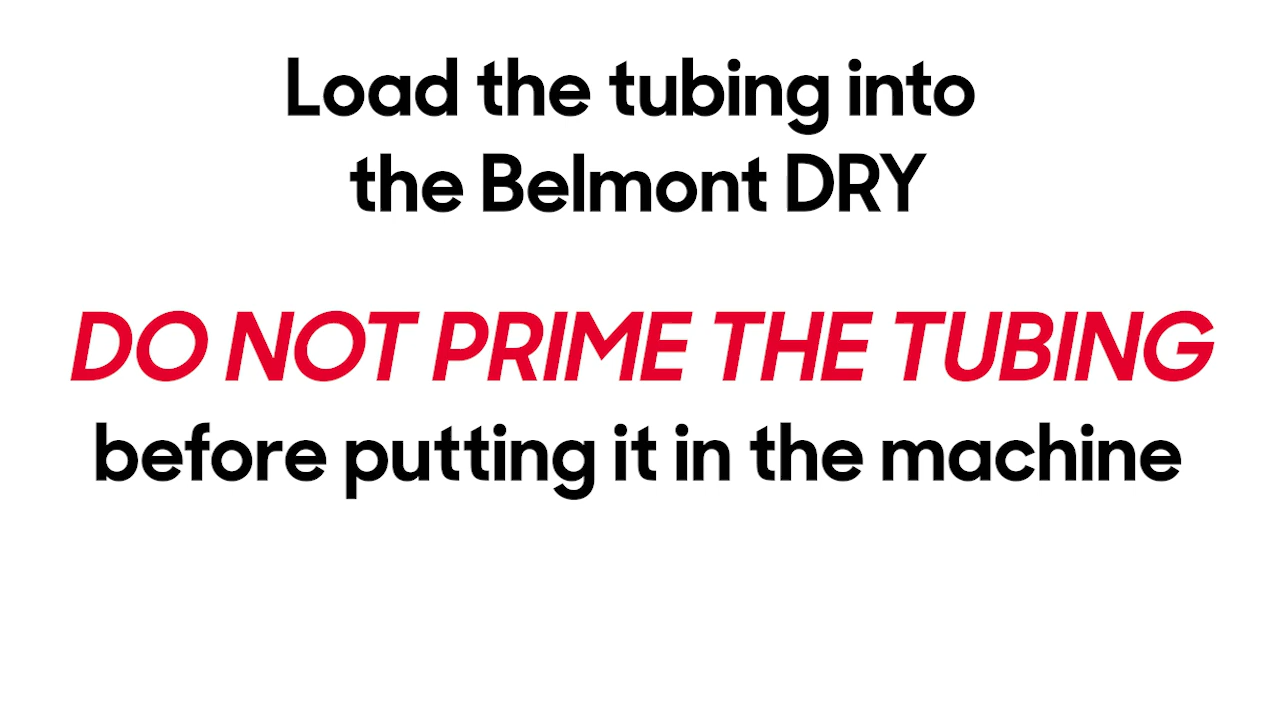 Load the tubing into
the Belmont DRY
DO NOT PRIME THE TUBING
before putting it in the machine